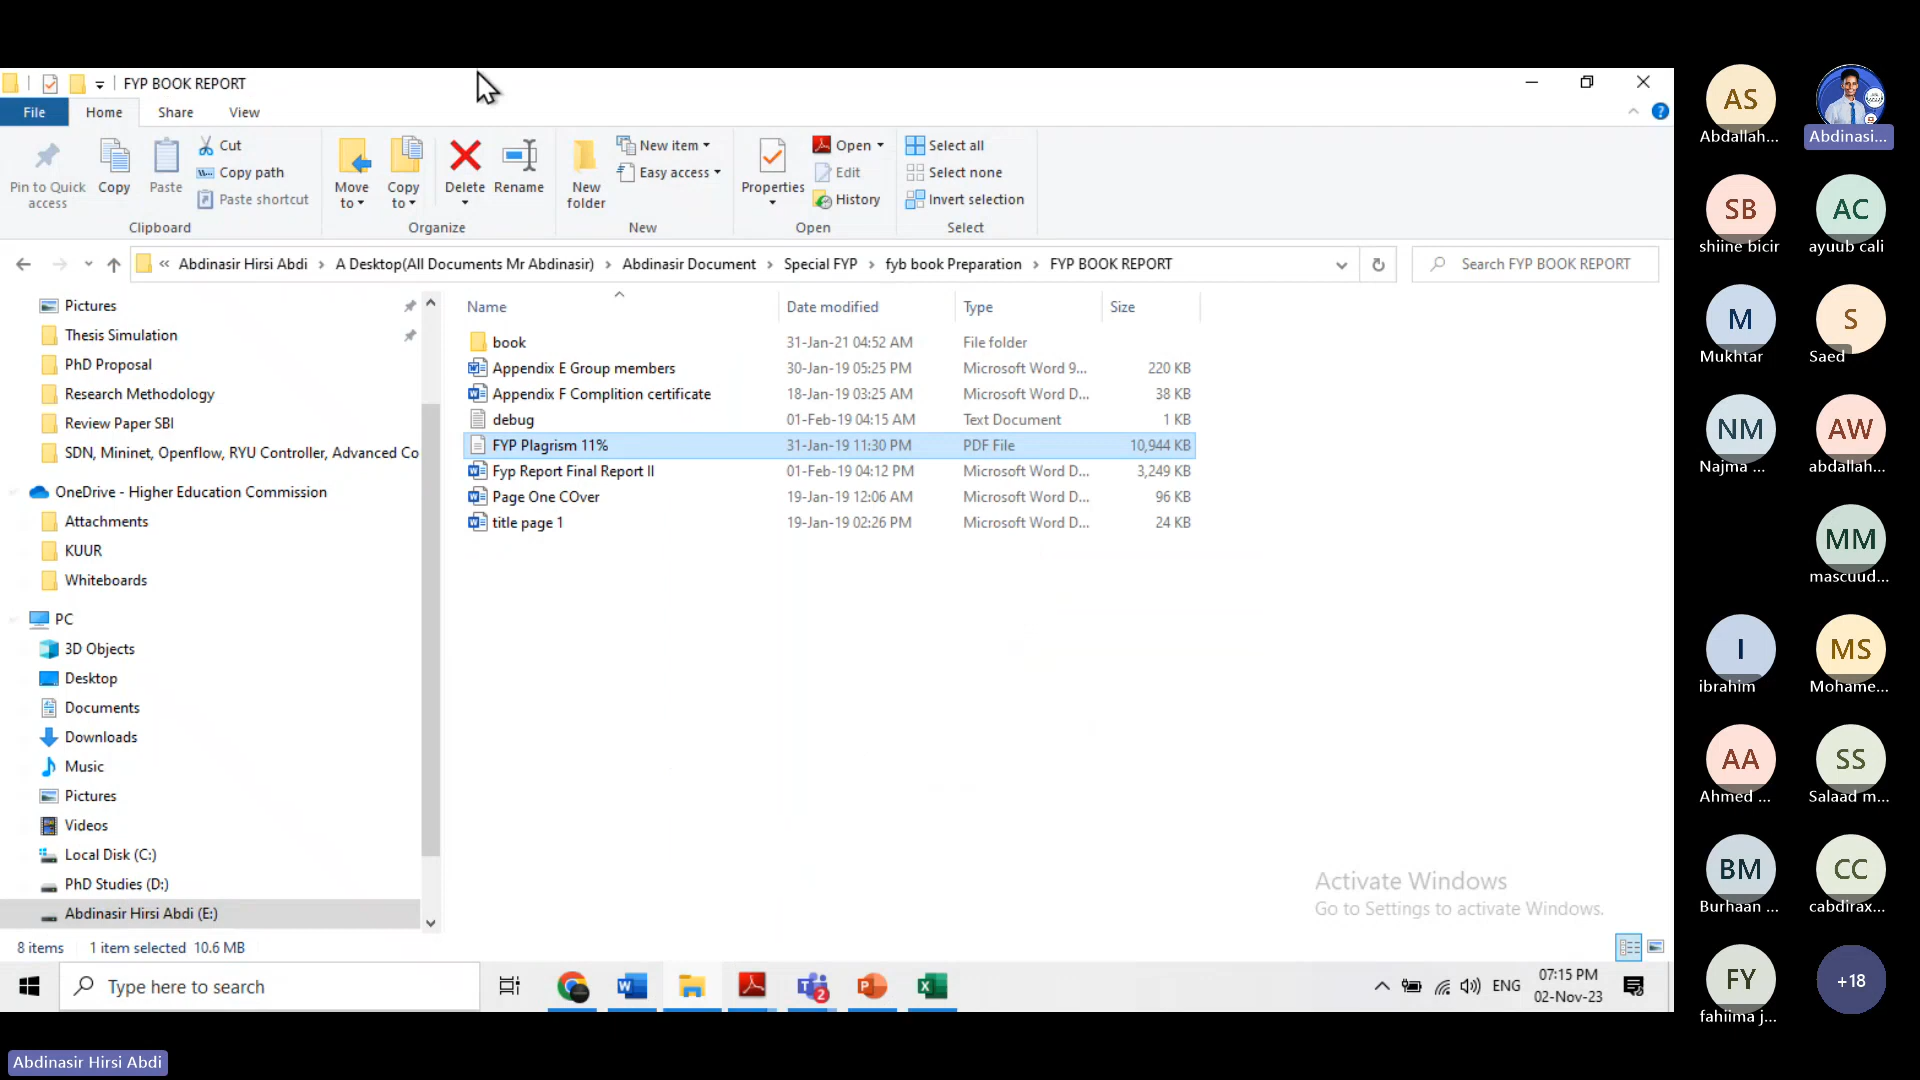 FYP BOOK REPORT
File Home Share View
Pin to Quick access
Copy
Paste
Cut
Copy path
Paste shortcut
Clipboard
Move to
Copy to
Delete
Rename
Organize
New folder
New item
Easy access
New
Properties
Open
Edit
History
Open
Select all
Select none
Invert selection
Select
« Abdinasir Hirsi Abdi › A Desktop(All Documents Mr Abdinasir) › Abdinasir Document › Special FYP › fyb book Preparation › FYP BOOK REPORT
Search FYP BOOK REPORT
Pictures
Thesis Simulation
PhD Proposal
Research Methodology
Review Paper SBI
SDN, Mininet, Openflow, RYU Controller, Advanced Co
OneDrive - Higher Education Commission
Attachments
KUUR
Whiteboards
PC
3D Objects
Desktop
Documents
Downloads
Music
Pictures
Videos
Local Disk (C:)
PhD Studies (D:)
Abdinasir Hirsi Abdi (E:)
Name Date modified Type Size
book 31-Jan-21 04:52 AM File folder
Appendix E Group members 30-Jan-19 05:25 PM Microsoft Word 9... 220 KB
Appendix F Complition certificate 18-Jan-19 03:25 AM Microsoft Word D... 38 KB
debug 01-Feb-19 04:15 AM Text Document 1 KB
FYP Plagrism 11% 31-Jan-19 11:30 PM PDF File 10,944 KB
Fyp Report Final Report II 01-Feb-19 04:12 PM Microsoft Word D... 3,249 KB
Page One COver 19-Jan-19 12:06 AM Microsoft Word D... 96 KB
title page 1 19-Jan-19 02:26 PM Microsoft Word D... 24 KB
Activate Windows
Go to Settings to activate Windows.
8 items 1 item selected 10.6 MB
Type here to search
2
ENG
07:15 PM
02-Nov-23
AS
Abdallah...
Abdinasi...
SB
shiine bicir
AC
ayuub cali
M
Mukhtar
S
Saed
NM
Najma ...
AW
abdallah...
MM
mascuud...
I
ibrahim
MS
Mohame...
AA
Ahmed ...
SS
Salaad m...
BM
Burhaan ...
CC
cabdirax...
FY
fahiima j...
+18
Abdinasir Hirsi Abdi